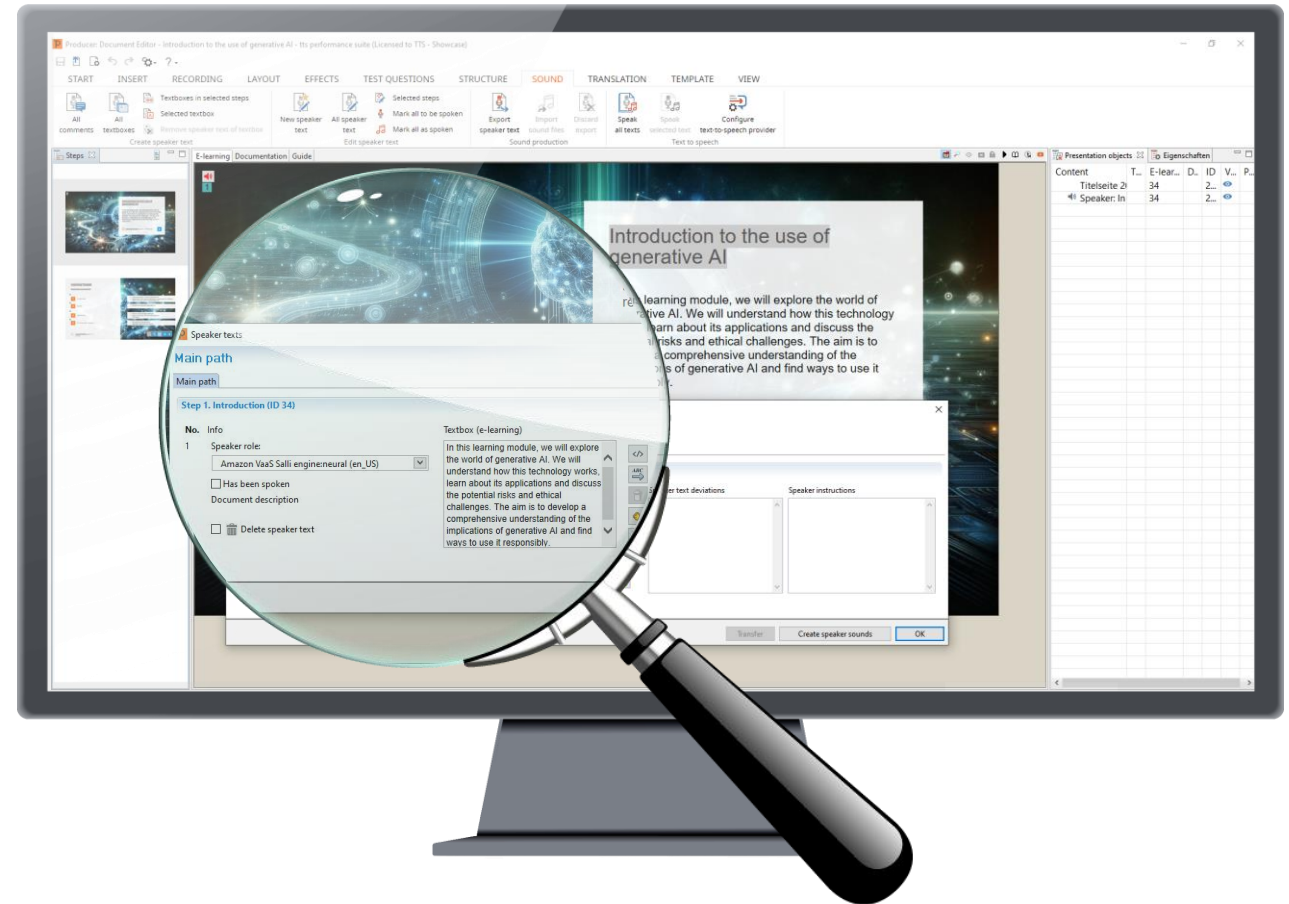 Producer Document Editor - Introduction to the use of generative AI - tts performance suite (Licensed to TTS - Showcase)
START INSERT RECORDING LAYOUT EFFECTS TEST QUESTIONS STRUCTURE SOUND TRANSLATION TEMPLATE VIEW
All comments
All textboxes
Textboxes in selected steps
Selected textbox
Remove speaker text of textbox
Create speaker text
New speaker text
All speaker text
Selected steps
Mark all to be spoken
Mark all as spoken
Edit speaker text
Export speaker text
Import sound files
Discard export
Sound production
Speak all texts
Speak selected text
Configure text-to-speech provider
Text to speech
Steps
E-learning Documentation Guide
Presentation objects Eigenschaften
Content T... E-lear... D.. ID V... P...
Titelseite 34 2...
Speaker: In 34 2...
1
Introduction to the use of
generative AI
learning module, we will explore the world of
AI. We will understand how this technology
about its applications and discuss the
risks and ethical challenges. The aim is to
comprehensive understanding of the
of generative AI and find ways to use it
Speaker texts
Main path
Main path
Step 1. Introduction (ID 34)
No. Info Textbox (e-learning)
1 Speaker role:
Amazon VaaS Salli engine:neural (en_US)
Has been spoken
Document description
Delete speaker text
In this learning module, we will explore
the world of generative AI. We will
understand how this technology works,
learn about its applications and discuss
the potential risks and ethical
challenges. The aim is to develop a
comprehensive understanding of the
implications of generative AI and find
ways to use it responsibly.
text deviations Speaker instructions
Transfer Create speaker sounds OK